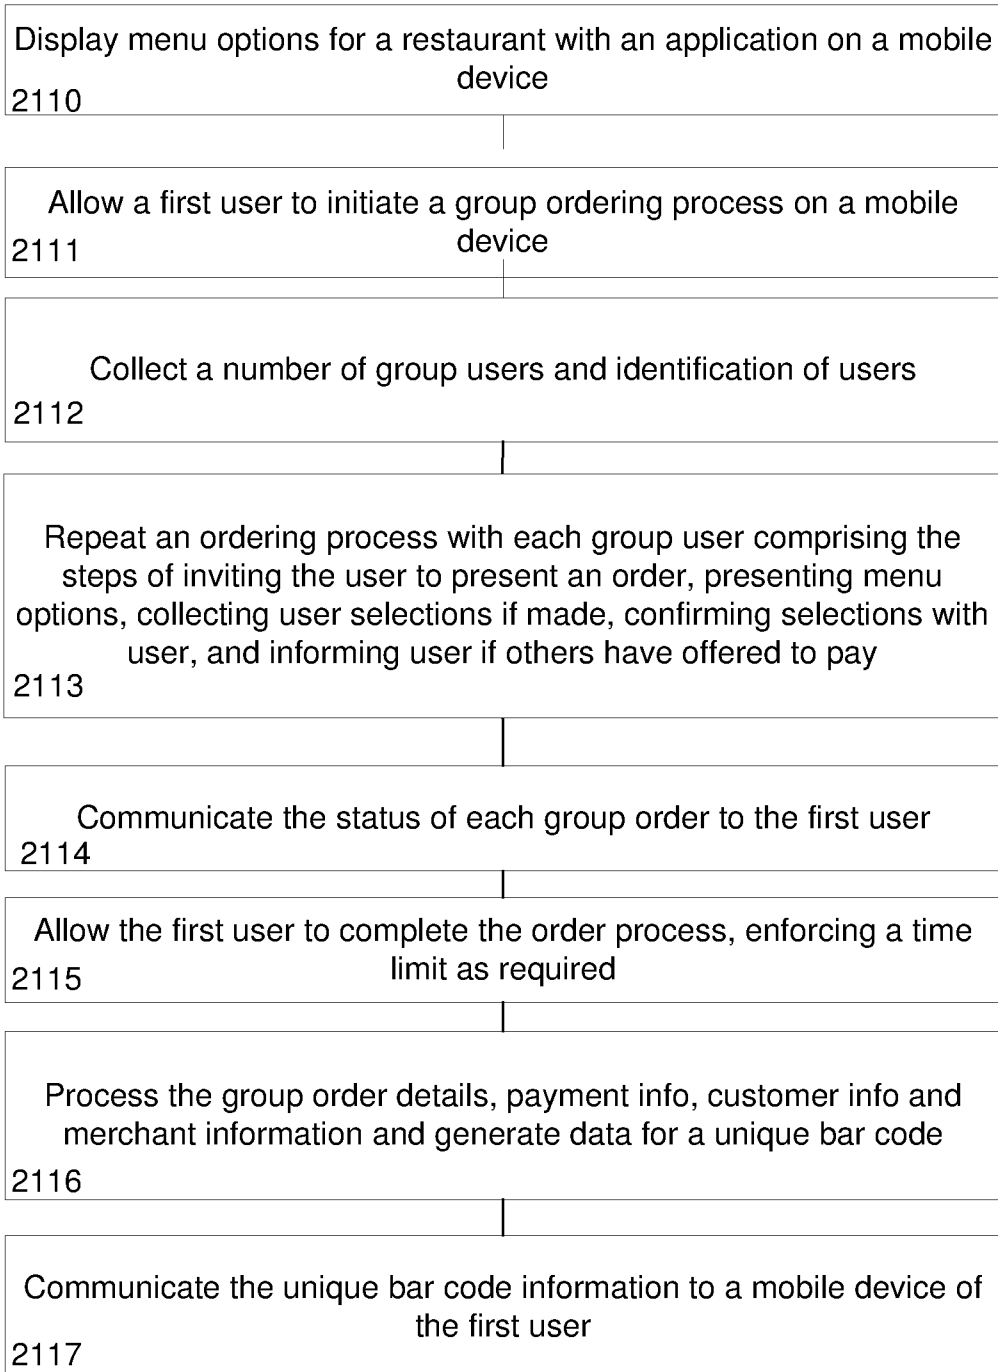 Display menu options for a restaurant with an application on a mobile
device
2110
Allow a first user to initiate a group ordering process on a mobile
device
2111
Collect a number of group users and identification of users
2112
Repeat an ordering process with each group user comprising the
steps of inviting the user to present an order, presenting menu
options, collecting user selections if made, confirming selections with
user, and informing user if others have offered to pay
2113
Communicate the status of each group order to the first user
2114
Allow the first user to complete the order process, enforcing a time
limit as required
2115
Process the group order details, payment info, customer info and
merchant information and generate data for a unique bar code
2116
Communicate the unique bar code information to a mobile device of
the first user
2117